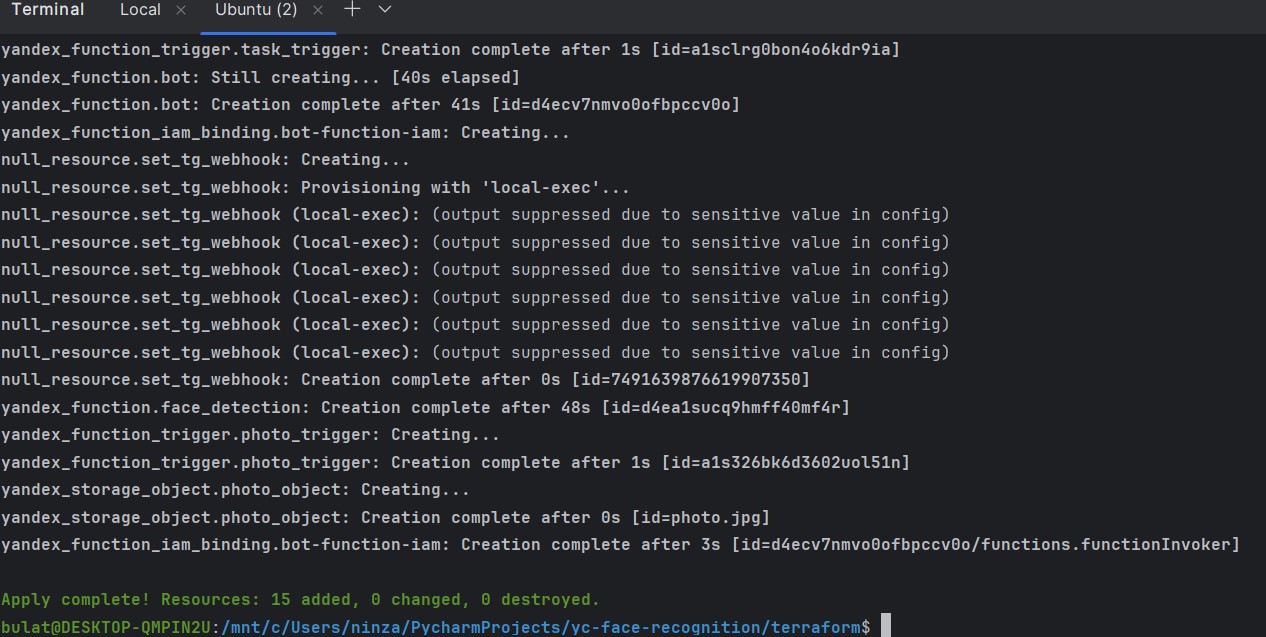 Terminal Local × Ubuntu (2) ×
yandex_function_trigger.task_trigger: Creation complete after 1s [id=a1sclrg0bon4o6kdr9ia]
yandex_function.bot: Still creating... [40s elapsed]
yandex_function.bot: Creation complete after 41s [id=d4ecv7nmvo0ofbpccv0o]
yandex_function_iam_binding.bot-function-iam: Creating...
null_resource.set_tg_webhook: Creating...
null_resource.set_tg_webhook: Provisioning with 'local-exec'...
null_resource.set_tg_webhook (local-exec): (output suppressed due to sensitive value in config)
null_resource.set_tg_webhook (local-exec): (output suppressed due to sensitive value in config)
null_resource.set_tg_webhook (local-exec): (output suppressed due to sensitive value in config)
null_resource.set_tg_webhook (local-exec): (output suppressed due to sensitive value in config)
null_resource.set_tg_webhook (local-exec): (output suppressed due to sensitive value in config)
null_resource.set_tg_webhook (local-exec): (output suppressed due to sensitive value in config)
null_resource.set_tg_webhook: Creation complete after 0s [id=7491639876619907350]
yandex_function.face_detection: Creation complete after 48s [id=d4ea1sucq9hmff40mf4r]
yandex_function_trigger.photo_trigger: Creating...
yandex_function_trigger.photo_trigger: Creation complete after 1s [id=a1s326bk6d3602uol51n]
yandex_storage_object.photo_object: Creating...
yandex_storage_object.photo_object: Creation complete after 0s [id=photo.jpg]
yandex_function_iam_binding.bot-function-iam: Creation complete after 3s [id=d4ecv7nmvo0ofbpccv0o/functions.functionInvoker]
Apply complete! Resources: 15 added, 0 changed, 0 destroyed.
bulat@DESKTOP-QMPIN2U:/mnt/c/Users/ninza/PycharmProjects/yc-face-recognition/terraform$